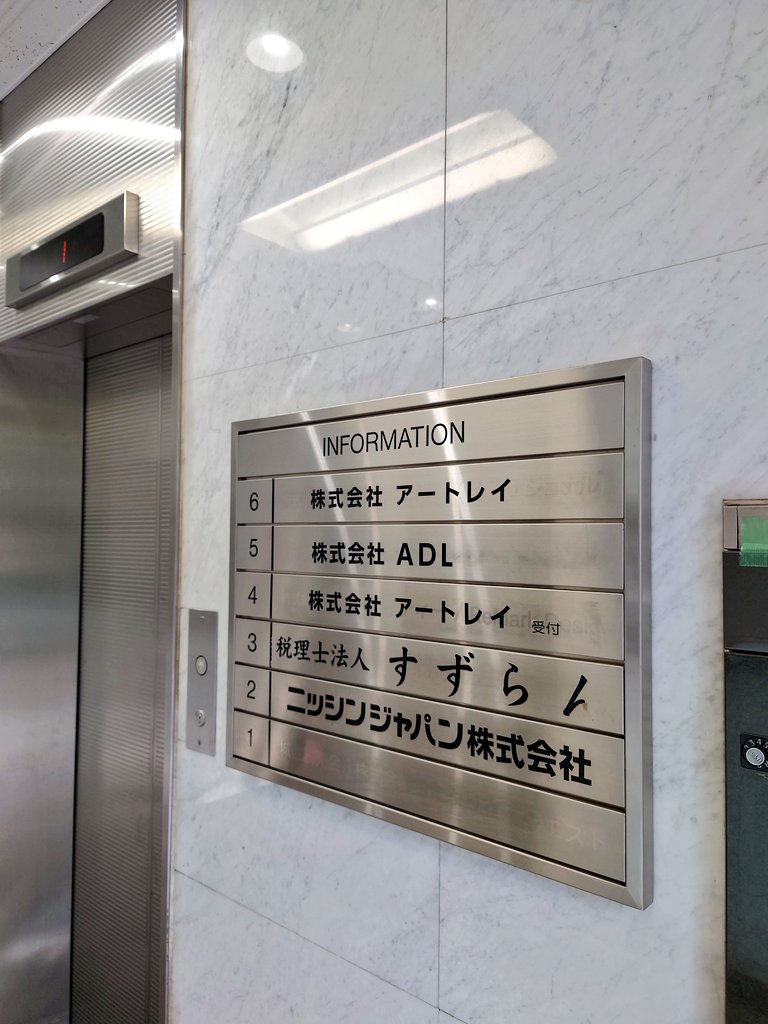 1
INFORMATION
6 株式会社 アートレイ
5 株式会社 ADL
4 株式会社 アートレイ 受付
3 税理士法人 すずらん
2 ニッシンジャパン株式会社
1